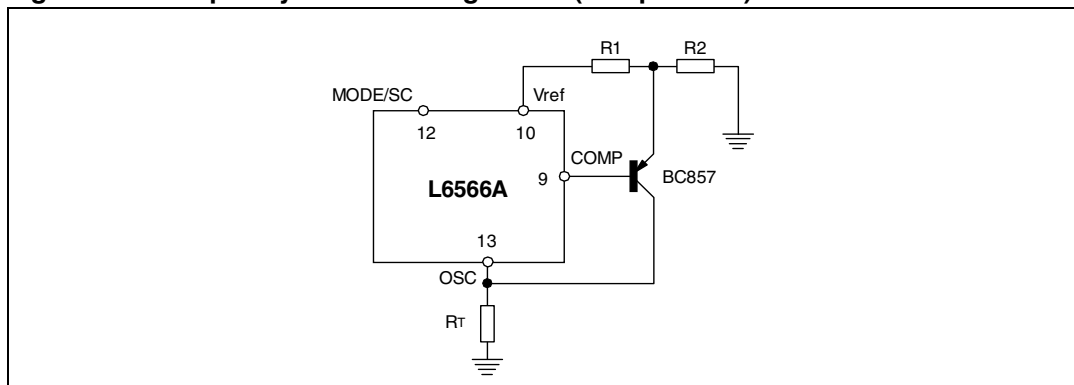 R1 R2
MODE/SC Vref
12 10
COMP
9 BC857
L6566A
13
OSC
RT